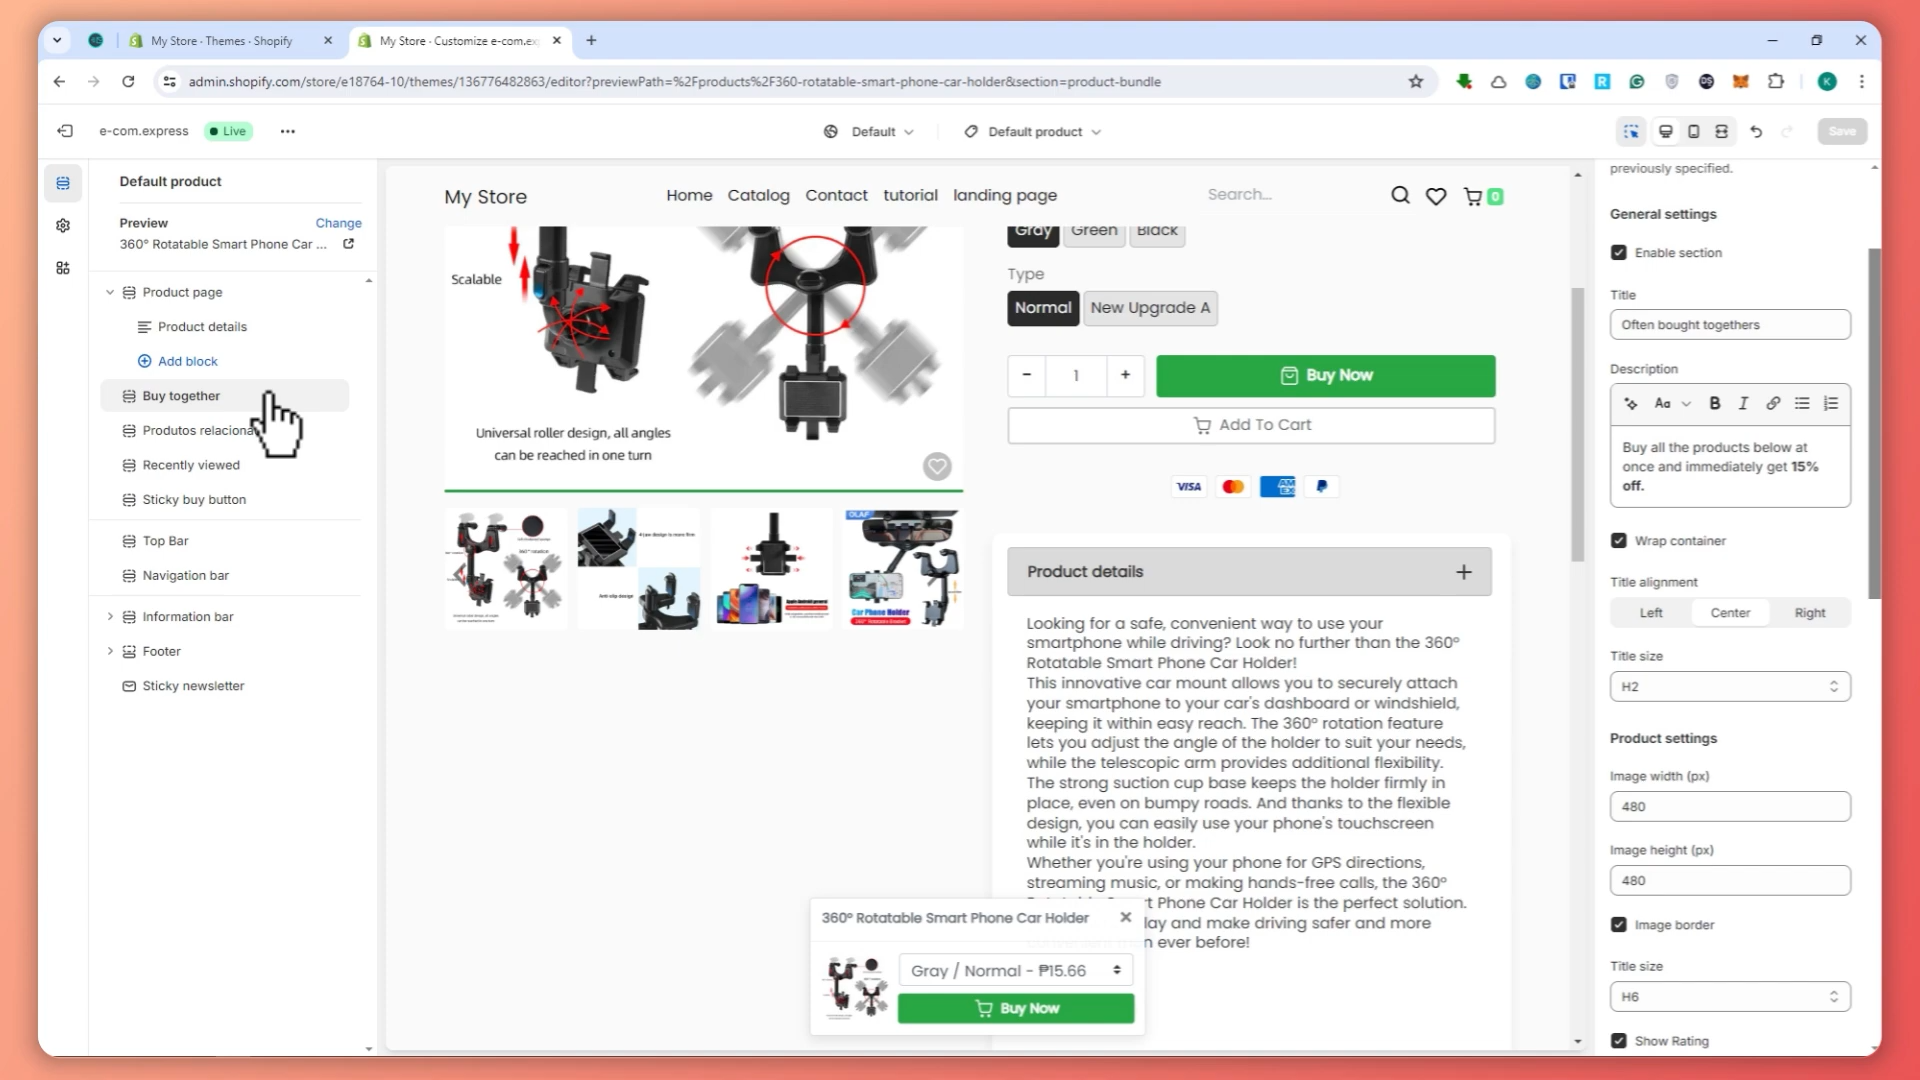 My Store · Themes · Shopify
My Store · Customize e-com.ex
admin.shopify.com/store/e18764-10/themes/136776482863/editor?previewPath=%2Fproducts%2F360-rotatable-smart-phone-car-holder&section=product-bundle
K
e-com.express
Live
Default
Default product
Save
Default product
Preview
Change
360° Rotatable Smart Phone Car ...
Product page
Product details
Add block
Buy together
Produtos relaciona
Recently viewed
Sticky buy button
Top Bar
Navigation bar
Information bar
Footer
Sticky newsletter
My Store
Home
Catalog
Contact
tutorial
landing page
Search...
0
Scalable
Universal roller design, all angles
can be reached in one turn
OLAF
Car Phone Holder
Gray
Green
Black
Type
Normal
New Upgrade A
-
1
+
Buy Now
Add To Cart
VISA
AM
EX
Product details
Looking for a safe, convenient way to use your
smartphone while driving? Look no further than the 360°
Rotatable Smart Phone Car Holder!
This innovative car mount allows you to securely attach
your smartphone to your car's dashboard or windshield,
keeping it within easy reach. The 360° rotation feature
lets you adjust the angle of the holder to suit your needs,
while the telescopic arm provides additional flexibility.
The strong suction cup base keeps the holder firmly in
place, even on bumpy roads. And thanks to the flexible
design, you can easily use your phone's touchscreen
while it's in the holder.
Whether you're using your phone for GPS directions,
streaming music, or making hands-free calls, the 360°
t Phone Car Holder is the perfect solution.
lay and make driving safer and more
n ever before!
360° Rotatable Smart Phone Car Holder
Gray / Normal - ₱15.66
Buy Now
previously specified.
General settings
Enable section
Title
Often bought togethers
Description
Aa
B
I
Buy all the products below at
once and immediately get 15%
off.
Wrap container
Title alignment
Left
Center
Right
Title size
H2
Product settings
Image width (px)
480
Image height (px)
480
Image border
Title size
H6
Show Rating